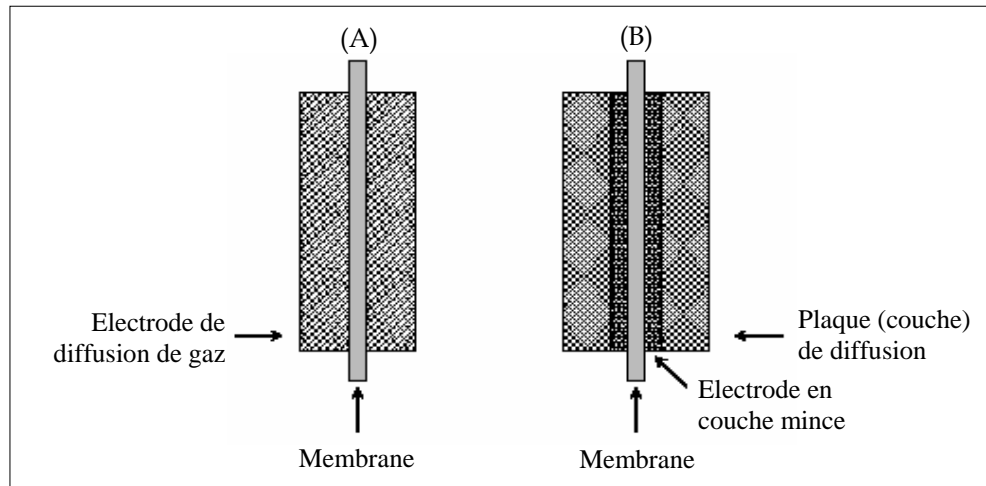 (A)
(B)
Electrode de
diffusion de gaz
Plaque (couche)
de diffusion
Electrode en
couche mince
Membrane
Membrane